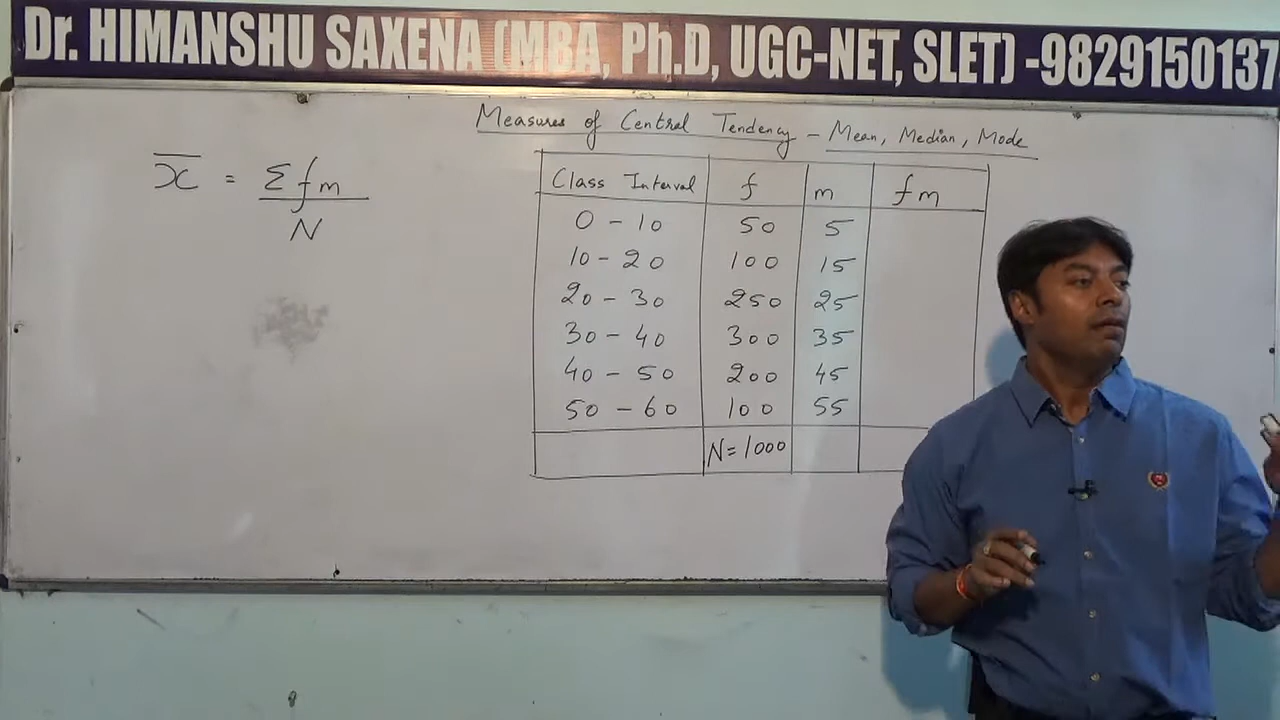 Dr. HIMANSHU SAXENA (MBA, Ph.D, UGC-NET, SLET) -9829150137
Measures of Central Tendency - Mean, Median, Mode
x̄ = Σfm
N
Class Interval f m fm
0 - 10 50 5
10 - 20 100 15
20 - 30 250 25
30 - 40 300 35
40 - 50 200 45
50 - 60 100 55
N = 1000